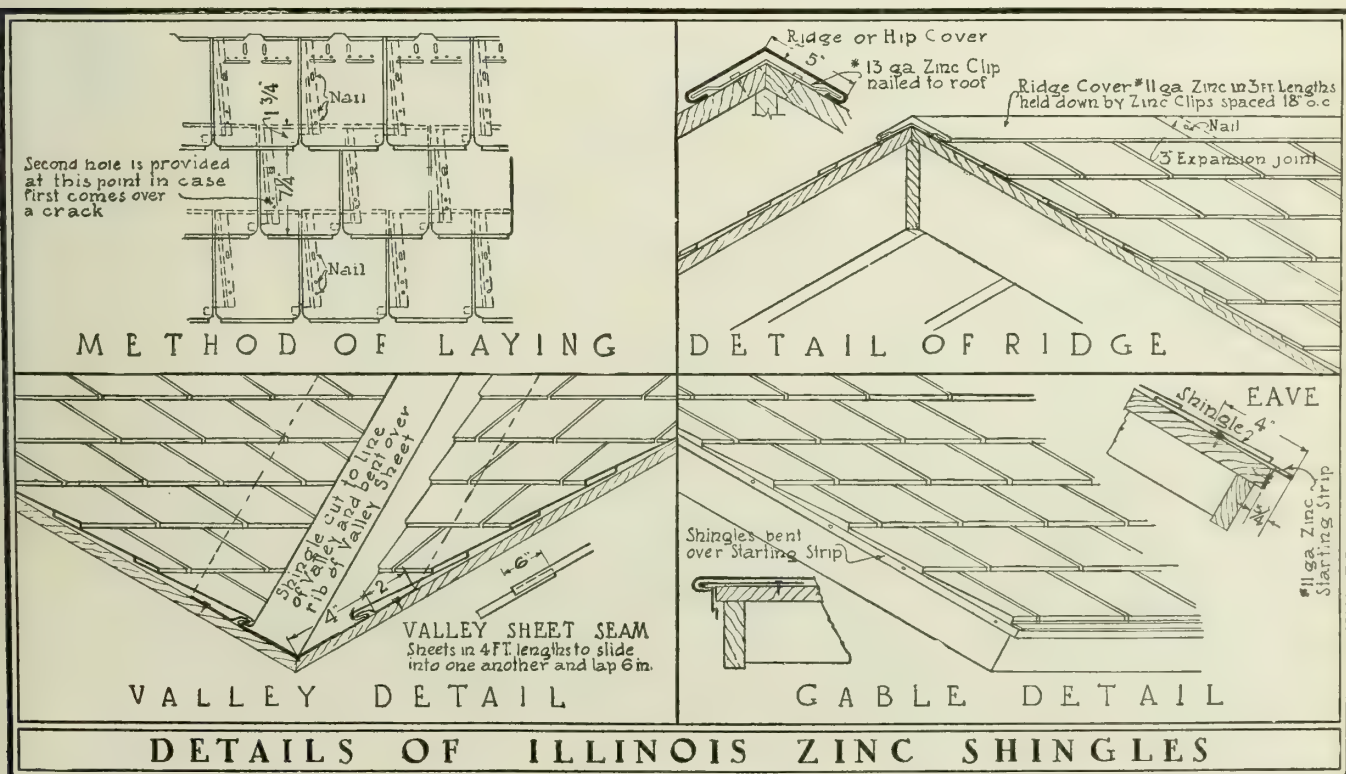 Nail
1 3/4"
1"
Second hole is provided
at this point in case
first comes over
a crack
7 1/4"
Nail
METHOD OF LAYING
Ridge or Hip Cover
5"
#13 ga Zinc Clip
nailed to roof
Ridge Cover #11 ga Zinc in 3 FT. Lengths
held down by Zinc Clips spaced 18" o.c
Nail
3" Expansion joint
DETAIL OF RIDGE
Shingle cut to line
of Valley and bent over
rib of Valley Sheet
4"
2"
6"
VALLEY SHEET SEAM
Sheets in 4 FT. lengths to slide
into one another and lap 6 in.
VALLEY DETAIL
EAVE
Shingle
4"
#11 ga Zinc
Starting Strip
Shingles bent
over Starting Strip
GABLE DETAIL
DETAILS OF ILLINOIS ZINC SHINGLES